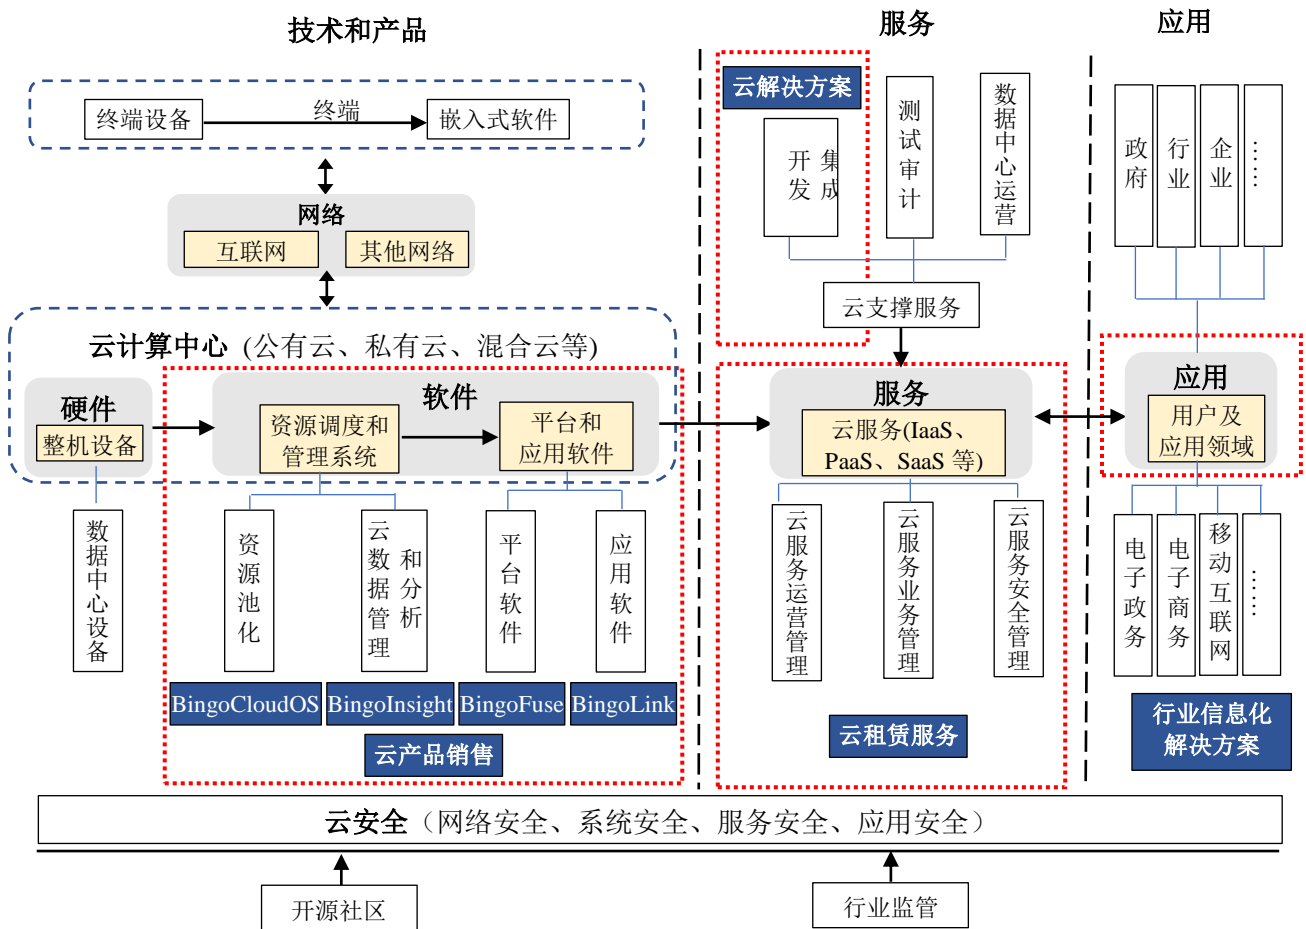 技术和产品
服务
应用
终端设备
终端
嵌入式软件
网络
互联网
其他网络
云计算中心 (公有云、私有云、混合云等)
硬件
整机设备
软件
资源调度和
管理系统
平台和
应用软件
数据中心设备
资源池化
云数据管理
和分析
平台软件
应用软件
BingoCloudOS
BingoInsight
BingoFuse
BingoLink
云产品销售
云解决方案
开发
集成
测试审计
数据中心运营
云支撑服务
服务
云服务(IaaS、
PaaS、SaaS 等)
云服务运营管理
云服务业务管理
云服务安全管理
云租赁服务
政府
行业
企业
……
应用
用户及
应用领域
电子政务
电子商务
移动互联网
……
行业信息化
解决方案
云安全（网络安全、系统安全、服务安全、应用安全）
开源社区
行业监管